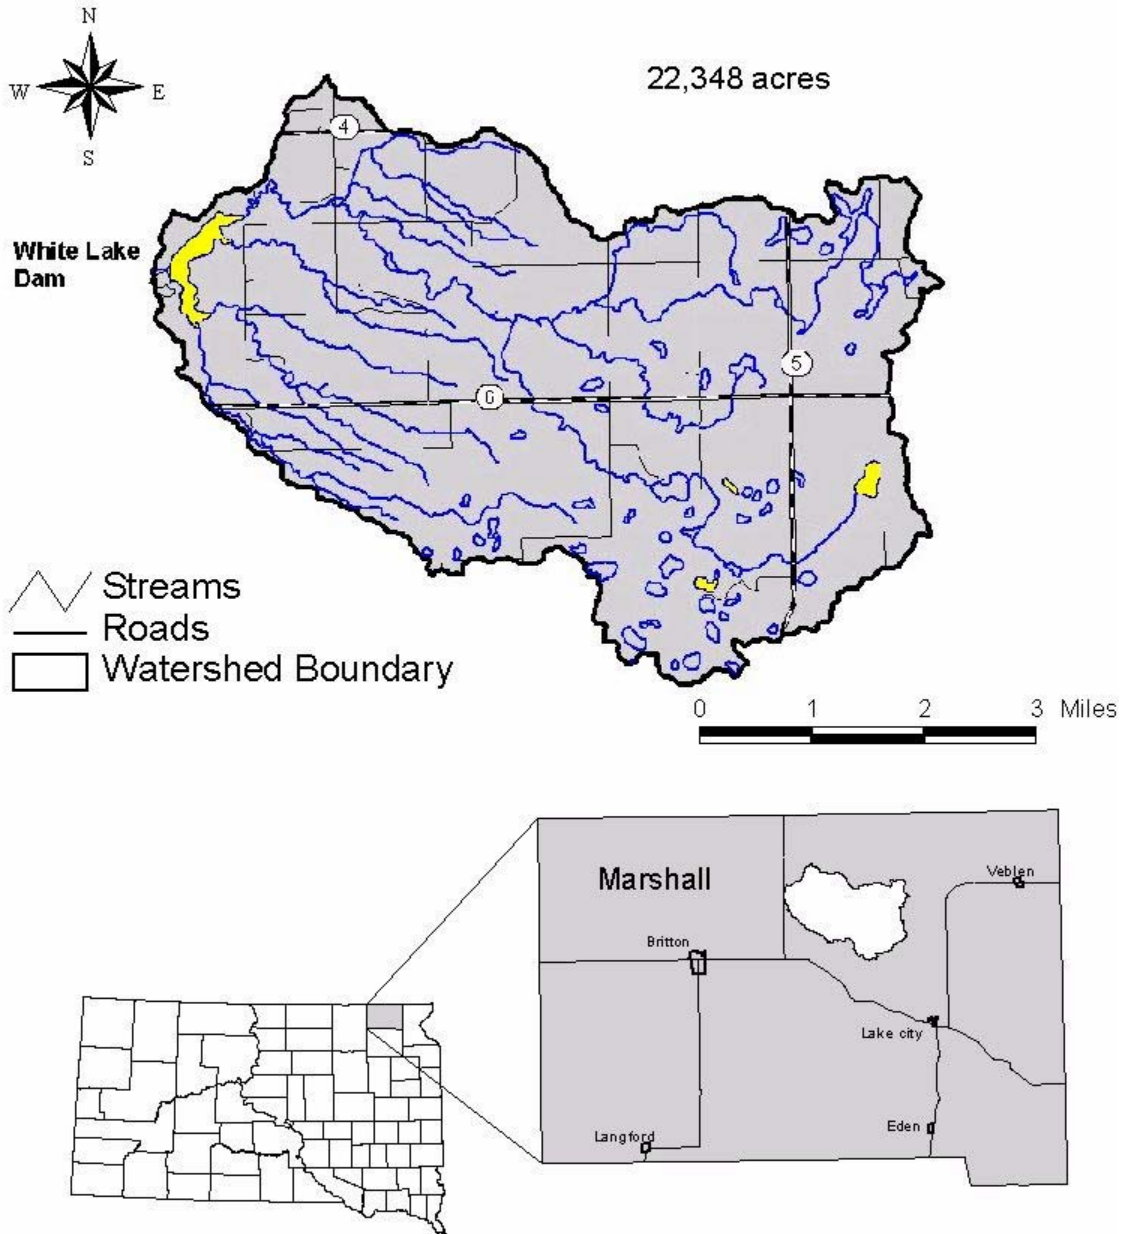 N
W E
S
22,348 acres
4
White Lake
Dam
5
6
Streams
Roads
Watershed Boundary
0 1 2 3 Miles
Marshall
Veblen
Britton
Lake city
Eden
Langford